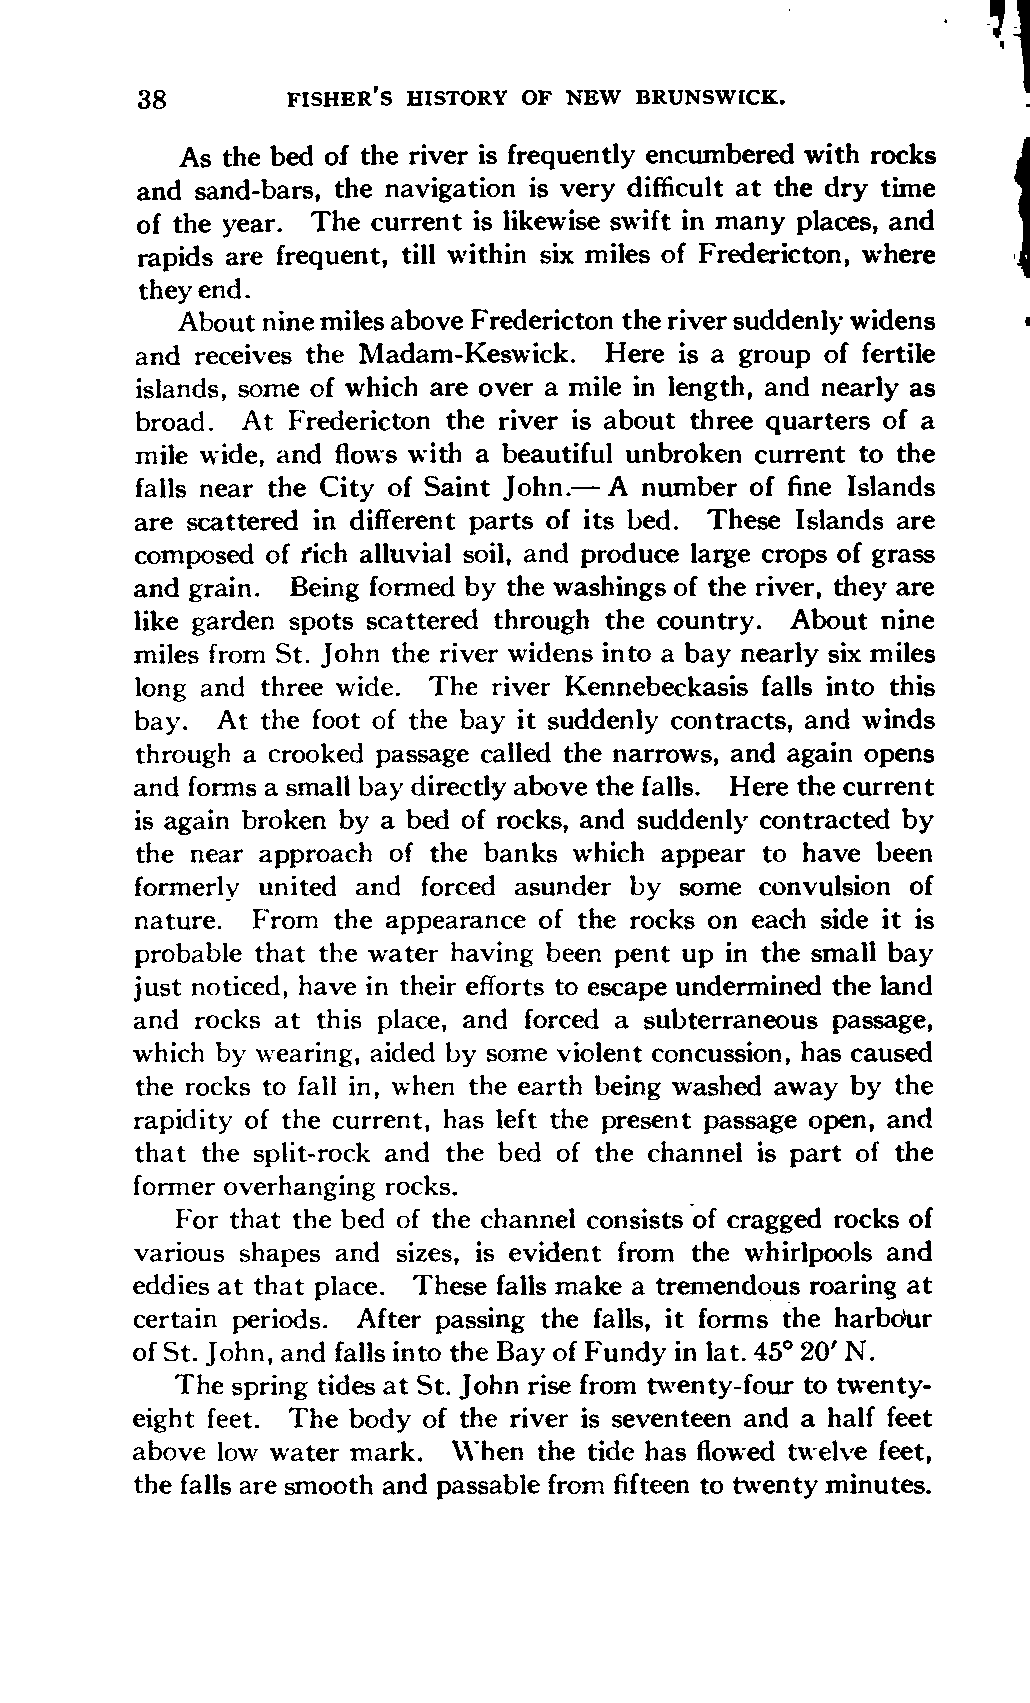 38 FISHER'S HISTORY OF NEW BRUNSWICK.
As the bed of the river is frequently encumbered with rocks
and sand-bars, the navigation is very difficult at the dry time
of the year. The current is likewise swift in many places, and
rapids are frequent, till within six miles of Fredericton, where
they end.
About nine miles above Fredericton the river suddenly widens
and receives the Madam-Keswick. Here is a group of fertile
islands, some of which are over a mile in length, and nearly as
broad. At Fredericton the river is about three quarters of a
mile wide, and flows with a beautiful unbroken current to the
falls near the City of Saint John.— A number of fine Islands
are scattered in different parts of its bed. These Islands are
composed of rich alluvial soil, and produce large crops of grass
and grain. Being formed by the washings of the river, they are
like garden spots scattered through the country. About nine
miles from St. John the river widens into a bay nearly six miles
long and three wide. The river Kennebeckasis falls into this
bay. At the foot of the bay it suddenly contracts, and winds
through a crooked passage called the narrows, and again opens
and forms a small bay directly above the falls. Here the current
is again broken by a bed of rocks, and suddenly contracted by
the near approach of the banks which appear to have been
formerly united and forced asunder by some convulsion of
nature. From the appearance of the rocks on each side it is
probable that the water having been pent up in the small bay
just noticed, have in their efforts to escape undermined the land
and rocks at this place, and forced a subterraneous passage,
which by wearing, aided by some violent concussion, has caused
the rocks to fall in, when the earth being washed away by the
rapidity of the current, has left the present passage open, and
that the split-rock and the bed of the channel is part of the
former overhanging rocks.
For that the bed of the channel consists of cragged rocks of
various shapes and sizes, is evident from the whirlpools and
eddies at that place. These falls make a tremendous roaring at
certain periods. After passing the falls, it forms the harbour
of St. John, and falls into the Bay of Fundy in lat. 45° 20′ N.
The spring tides at St. John rise from twenty-four to twenty-
eight feet. The body of the river is seventeen and a half feet
above low water mark. When the tide has flowed twelve feet,
the falls are smooth and passable from fifteen to twenty minutes.